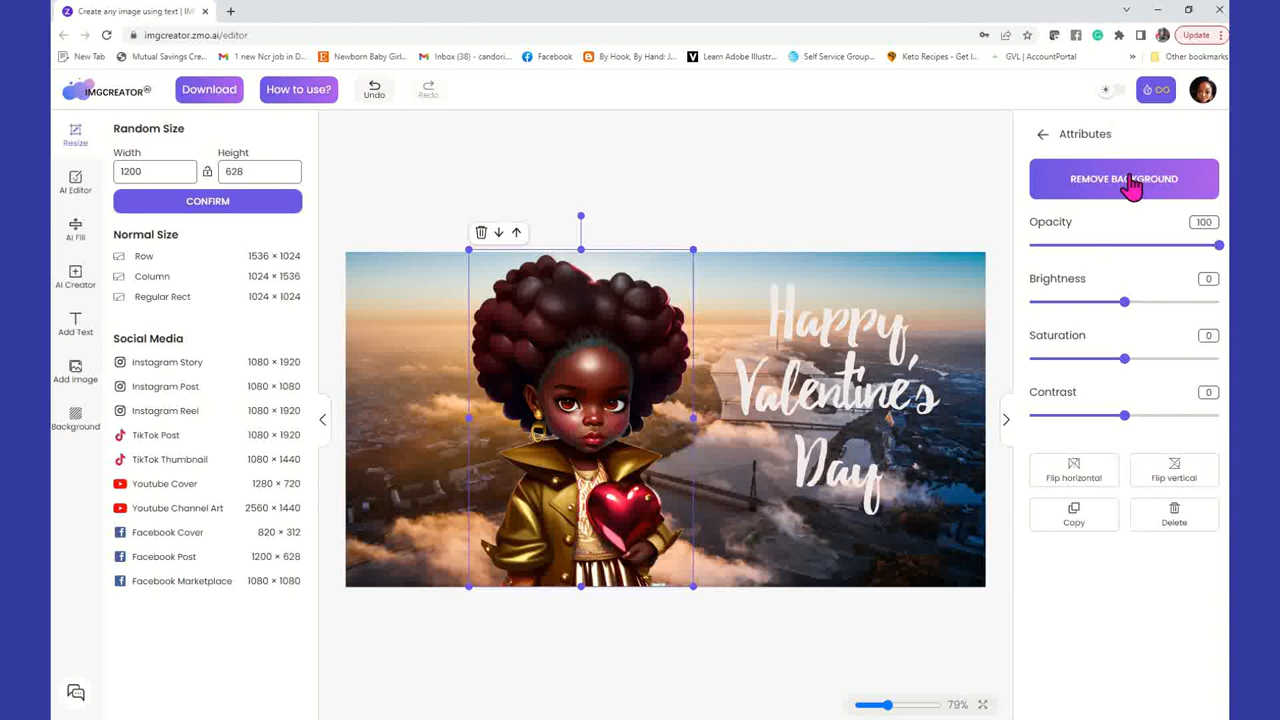 Create any image using text | IM
imgcreator.zmo.ai/editor
Update
New Tab
Mutual Savings Cre...
1 new Ncr job in D...
Newborn Baby Girl...
Inbox (38) - candori...
Facebook
By Hook, By Hand: J...
Learn Adobe Illustr...
Self Service Group...
Keto Recipes - Get I...
GVL | AccountPortal
»
Other bookmarks
IMGCREATOR AI
Download
How to use?
Undo
Redo
Resize
AI Editor
AI Fill
AI Creator
Add Text
Add Image
Background
Random Size
Width Height
1200 628
CONFIRM
Normal Size
Row 1536 × 1024
Column 1024 × 1536
Regular Rect 1024 × 1024
Social Media
Instagram Story 1080 × 1920
Instagram Post 1080 × 1080
Instagram Reel 1080 × 1920
TikTok Post 1080 × 1920
TikTok Thumbnail 1080 × 1440
Youtube Cover 1280 × 720
Youtube Channel Art 2560 × 1440
Facebook Cover 820 × 312
Facebook Post 1200 × 628
Facebook Marketplace 1080 × 1080
Happy
Valentine's
Day
79%
Attributes
REMOVE BACKGROUND
Opacity 100
Brightness 0
Saturation 0
Contrast 0
Flip horizontal
Flip vertical
Copy
Delete